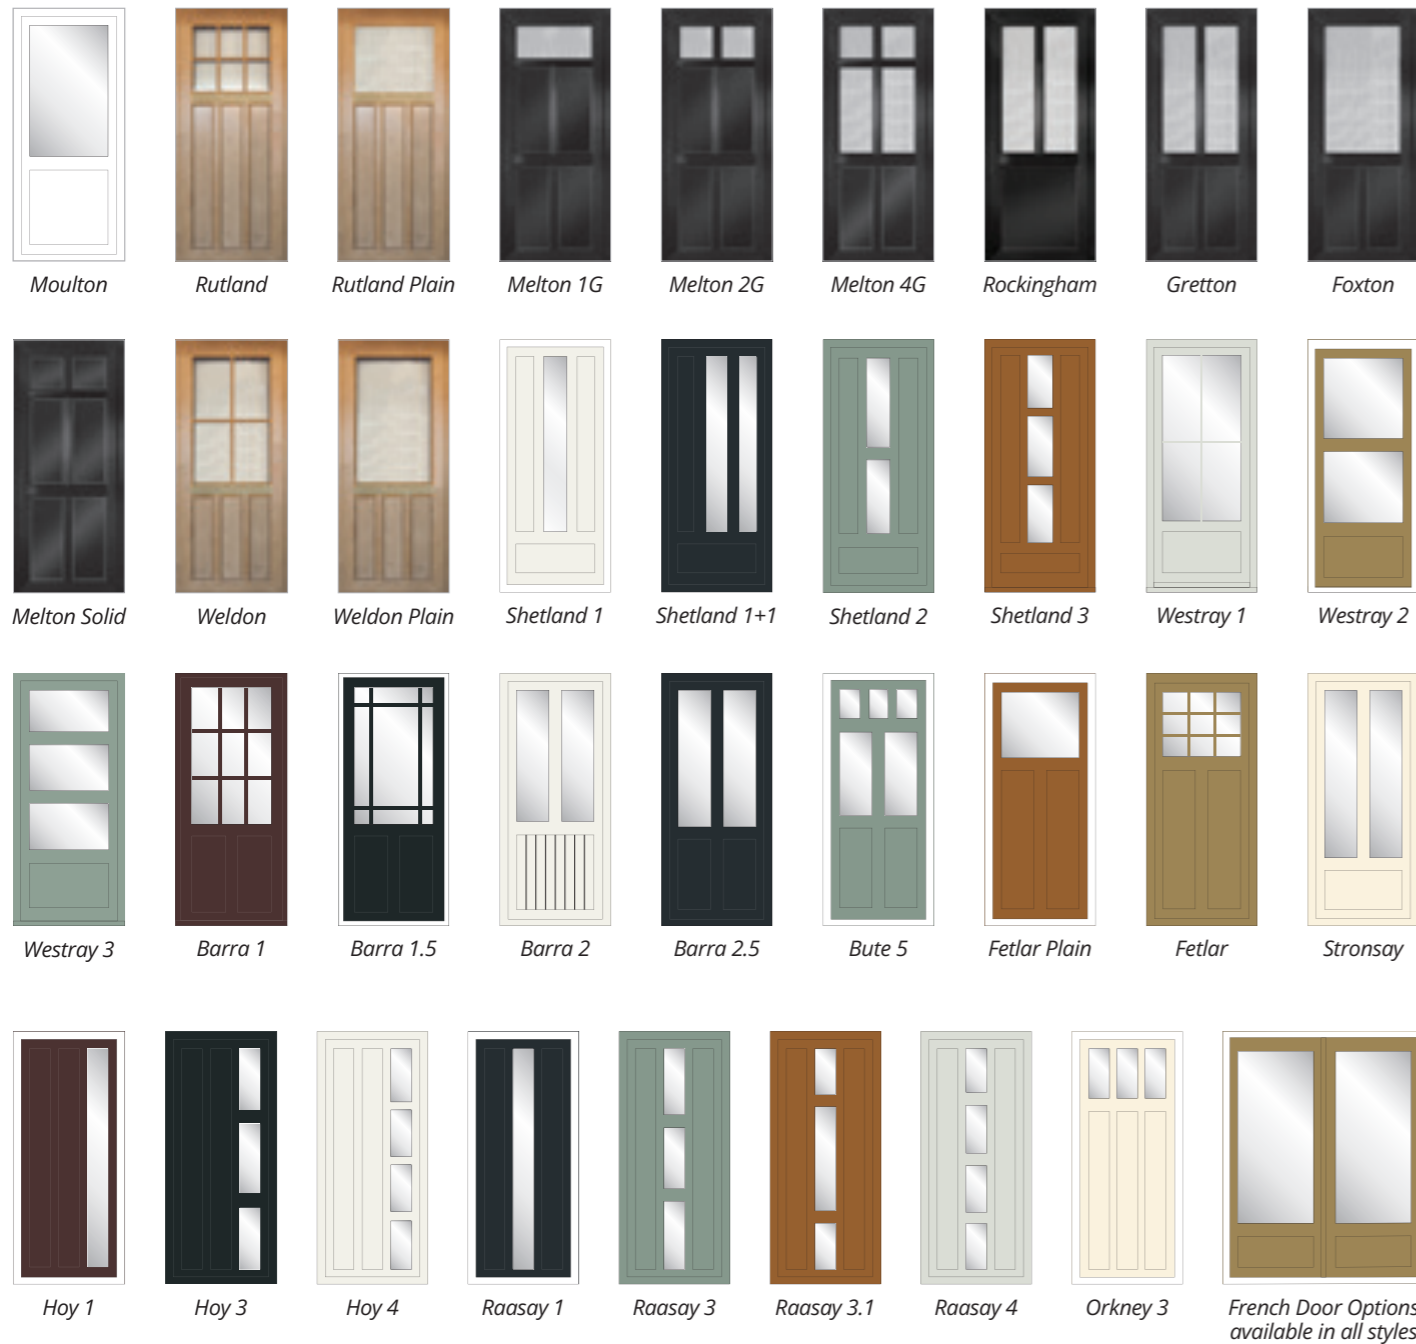 Moulton
Rutland
Rutland Plain
Melton 1G
Melton 2G
Melton 4G
Rockingham
Gretton
Foxton
Melton Solid
Weldon
Weldon Plain
Shetland 1
Shetland 1+1
Shetland 2
Shetland 3
Westray 1
Westray 2
Westray 3
Barra 1
Barra 1.5
Barra 2
Barra 2.5
Bute 5
Fetlar Plain
Fetlar
Stronsay
Hoy 1
Hoy 3
Hoy 4
Raasay 1
Raasay 3
Raasay 3.1
Raasay 4
Orkney 3
French Door Options
available in all styles